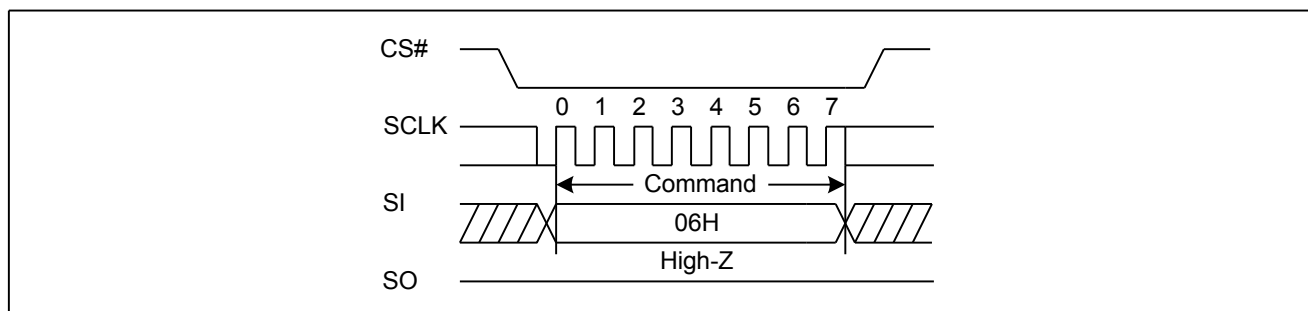 CS#
0 1 2 3 4 5 6 7
SCLK
Command
SI
06H
High-Z
SO